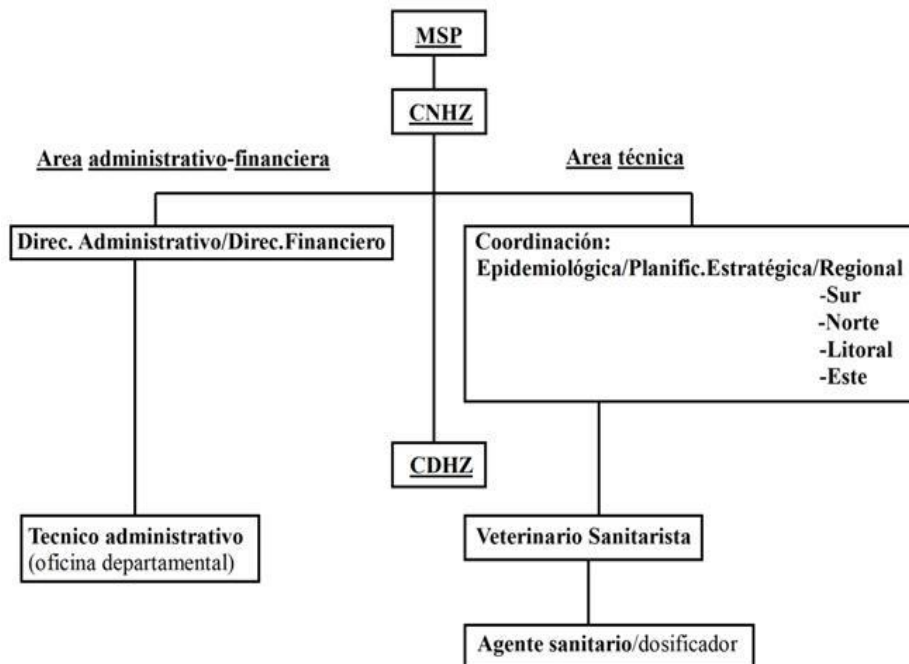 MSP
CNHZ
Area administrativo-financiera
Area técnica
Direc. Administrativo/Direc.Financiero
Coordinación:
Epidemiológica/Planific.Estratégica/Regional
-Sur
-Norte
-Litoral
-Este
CDHZ
Tecnico administrativo
(oficina departamental)
Veterinario Sanitarista
Agente sanitario/dosificador